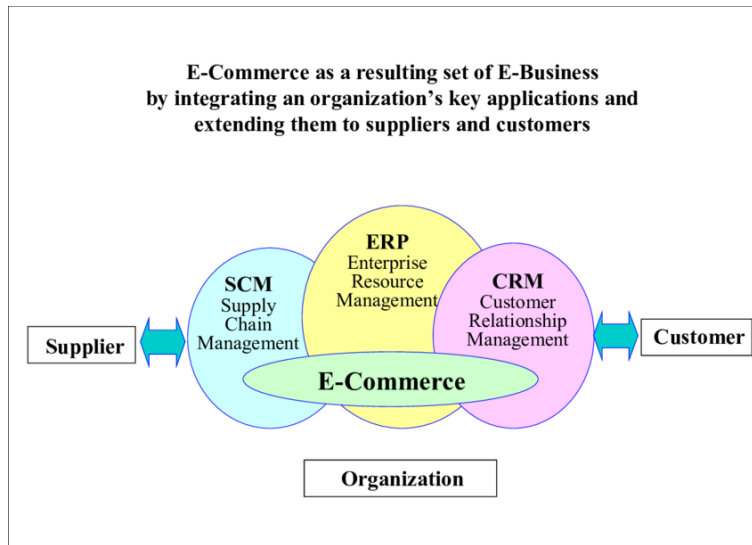 E-Commerce as a resulting set of E-Business
by integrating an organization's key applications and
extending them to suppliers and customers
ERP
Enterprise
Resource
Management
SCM
Supply
Chain
Management
CRM
Customer
Relationship
Management
Supplier
Customer
E-Commerce
Organization